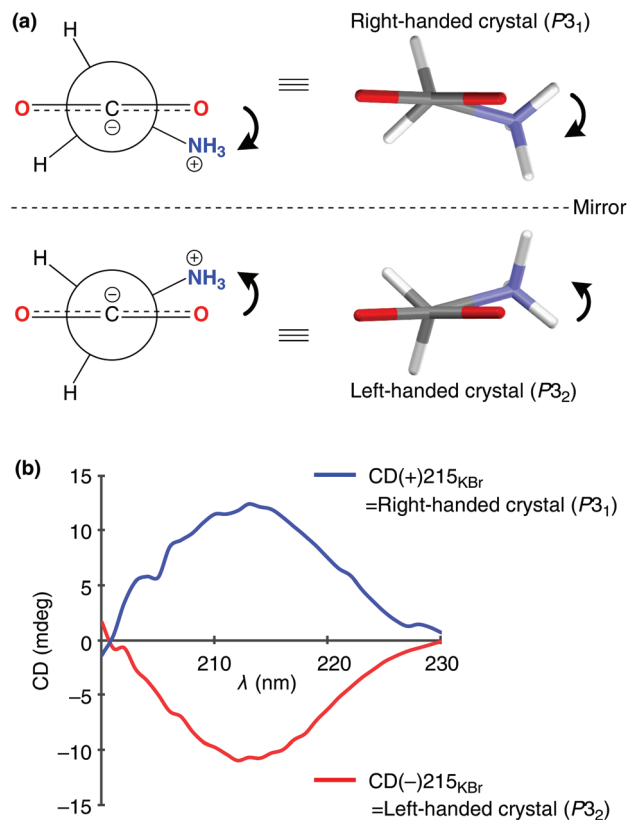 (a)
Right-handed crystal (P3₁)
H
O C O
⊖
H NH₃
⊕
Mirror
⊕
H NH₃
⊖
O C O
H
Left-handed crystal (P3₂)
(b)
15
10
5
0
−5
−10
−15
CD (mdeg)
210 220 230
λ (nm)
CD(+)215KBr
=Right-handed crystal (P3₁)
CD(−)215KBr
=Left-handed crystal (P3₂)